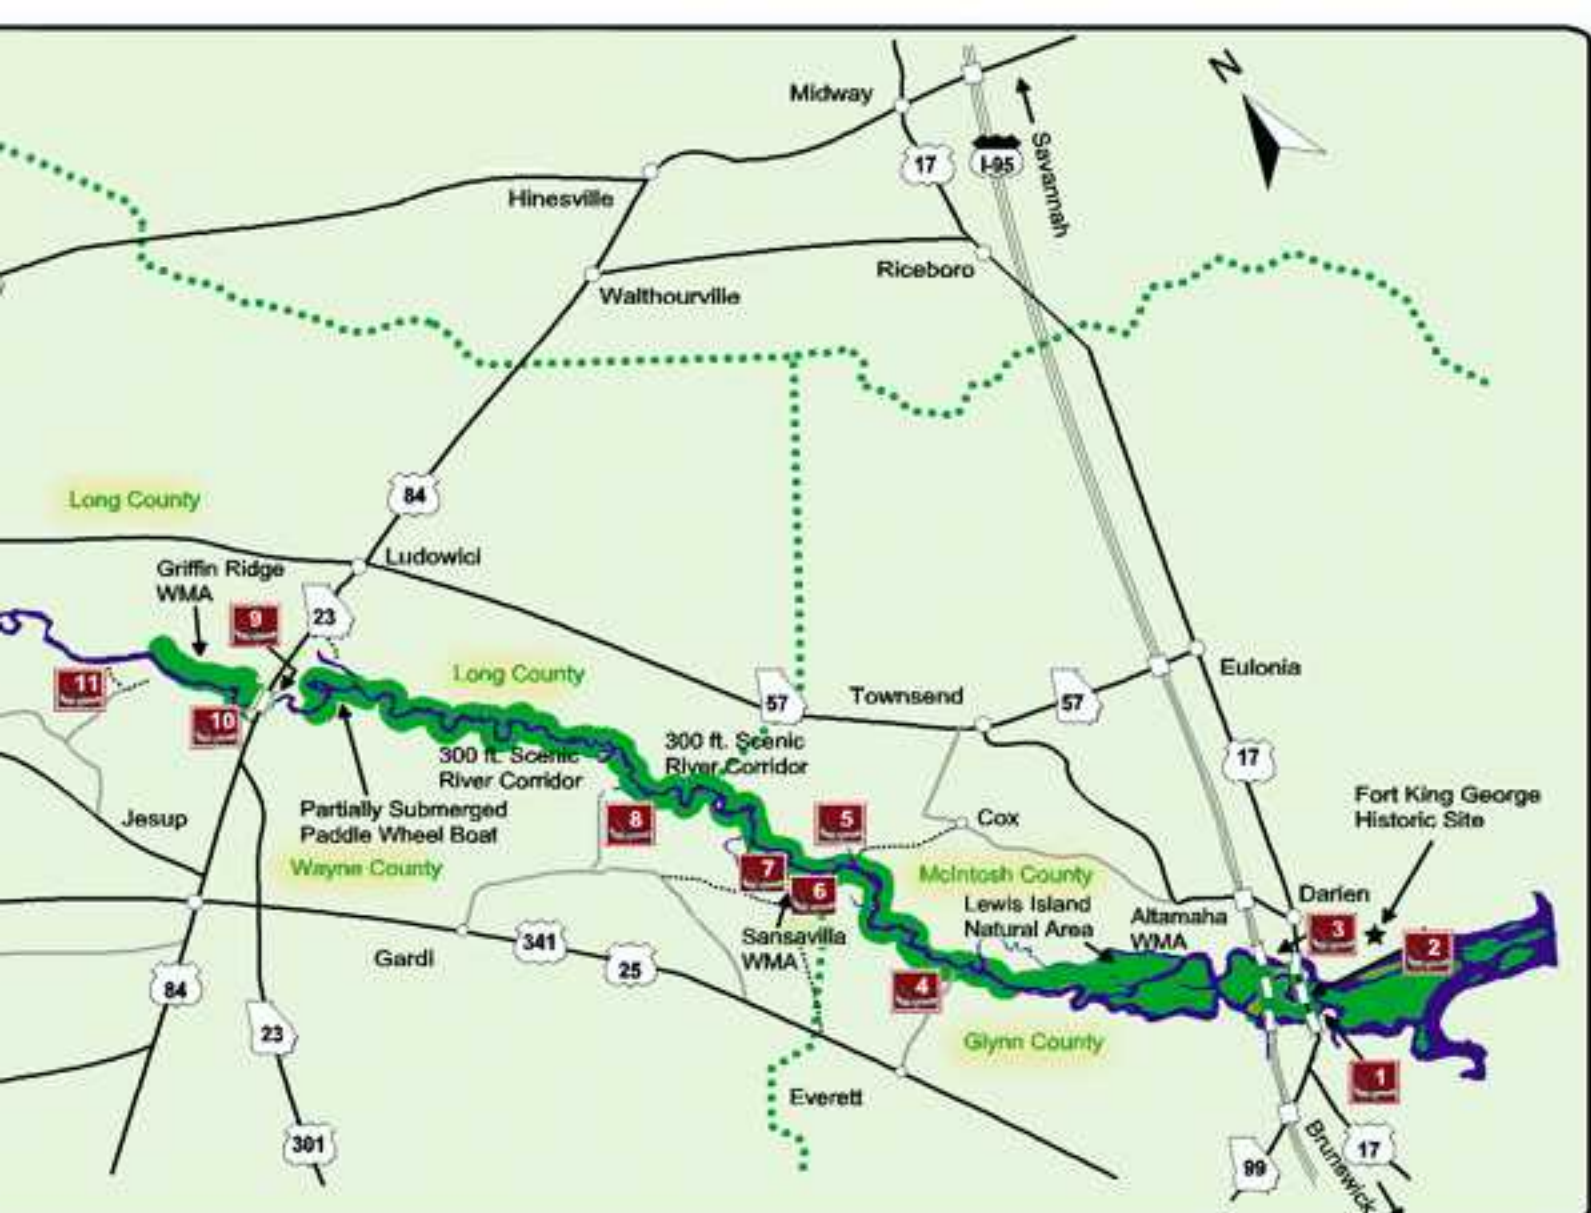 N
Midway
17
I-95
Savannah
Hinesville
Riceboro
Walthourville
84
Long County
Ludowici
Griffin Ridge
WMA
9
23
11
10
Long County
57
Townsend
57
Eulonia
300 ft. Scenic
River Corridor
300 ft. Scenic
River Corridor
17
Partially Submerged
Paddle Wheel Boat
Jesup
8
5
Cox
Fort King George
Historic Site
Wayne County
7
6
McIntosh County
Lewis Island
Natural Area
Altamaha
WMA
Darien
3
2
Gardi
341
25
Sansavilla
WMA
4
84
23
Glynn County
1
Everett
301
99
17
Brunswick